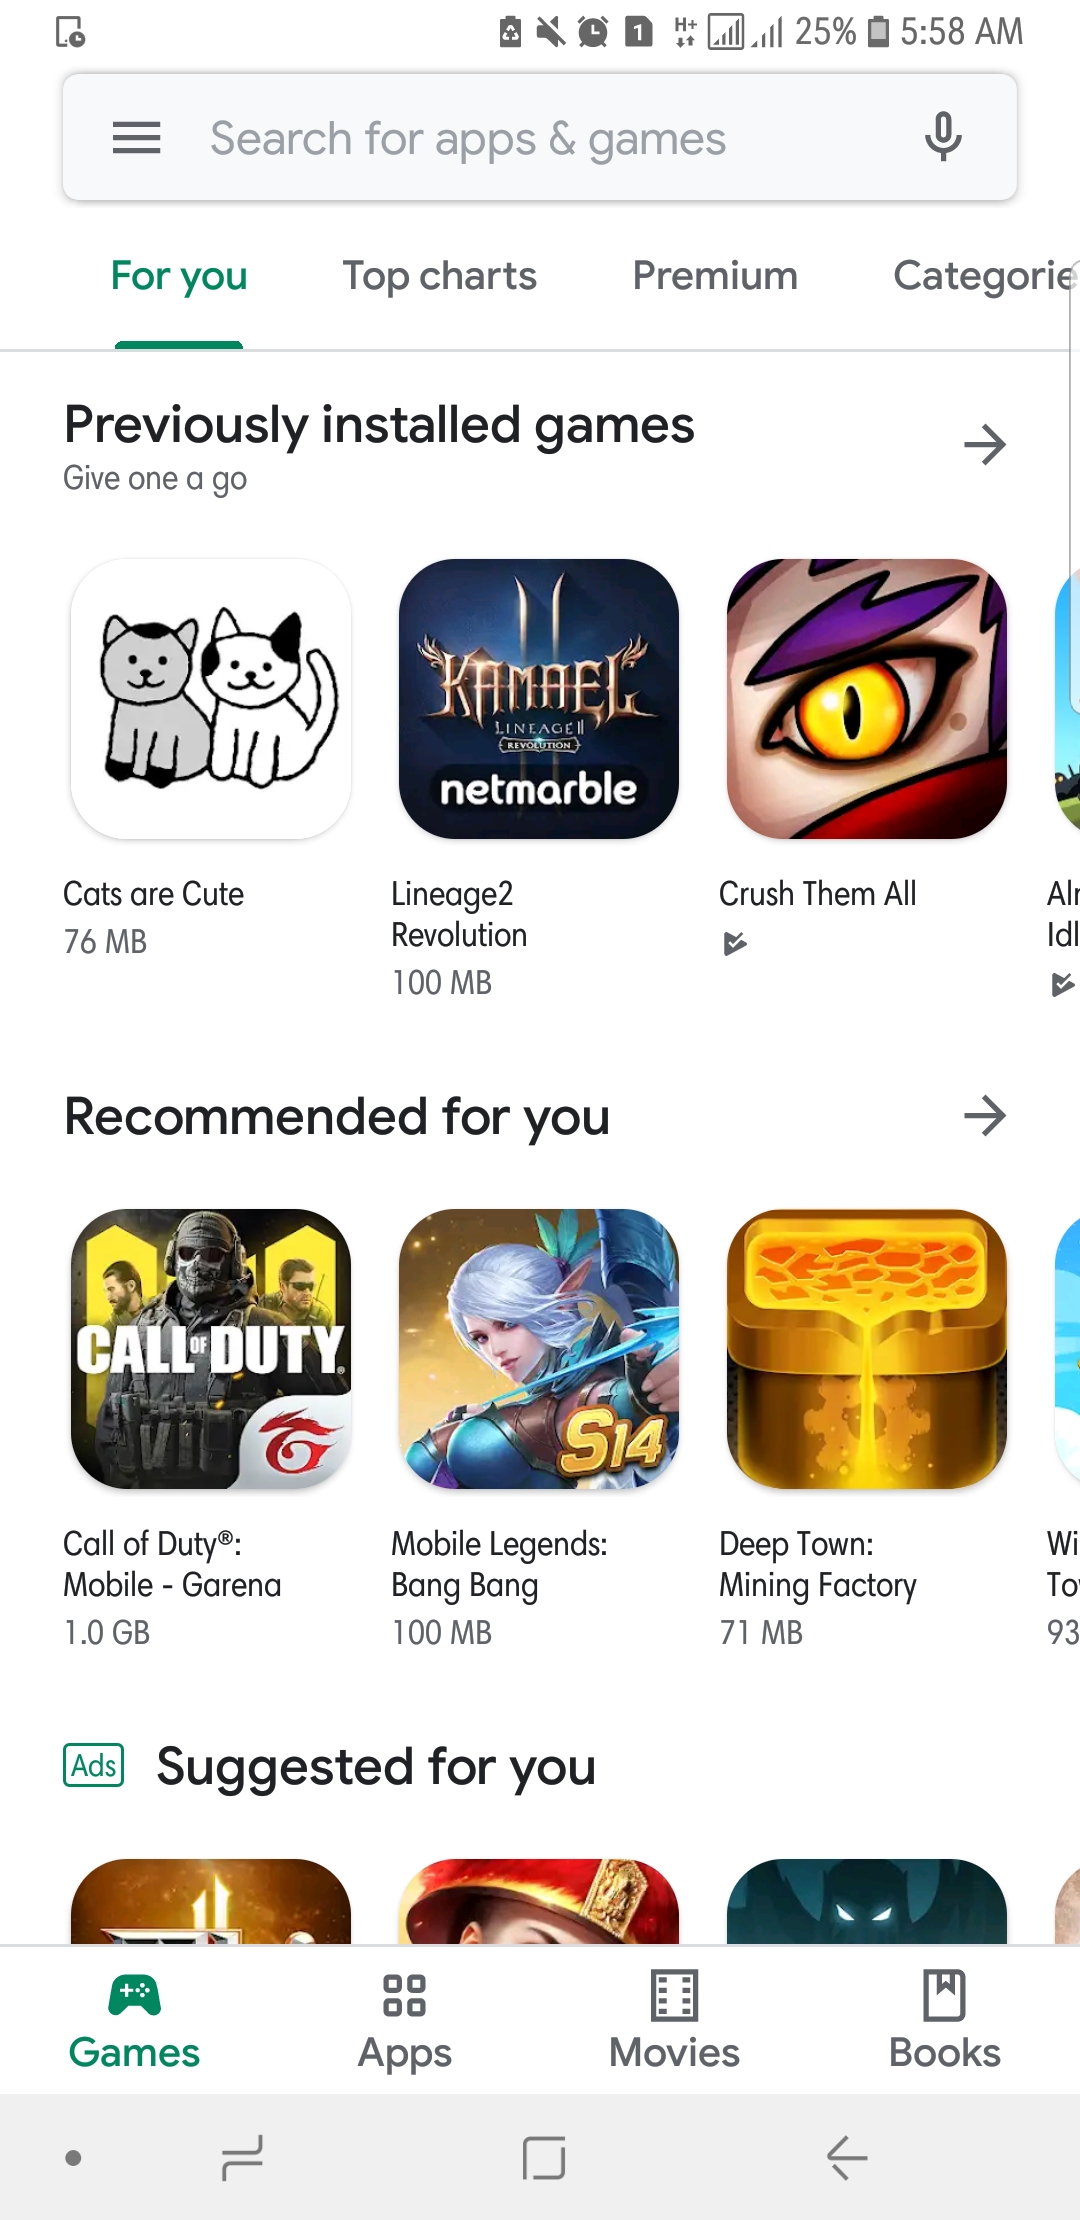 H+ 25% 5:58 AM
1
Search for apps & games
For you Top charts Premium Categorie
Previously installed games
Give one a go
KAMAEL
LINEAGE II
REVOLUTION
netmarble
Cats are Cute Lineage2 Crush Them All
Revolution
76 MB
100 MB
Recommended for you
CALL OF DUTY
S14
Call of Duty®: Mobile Legends: Deep Town: Wi
Mobile - Garena Bang Bang Mining Factory
1.0 GB 100 MB 71 MB 93
Ads Suggested for you
Games Apps Movies Books